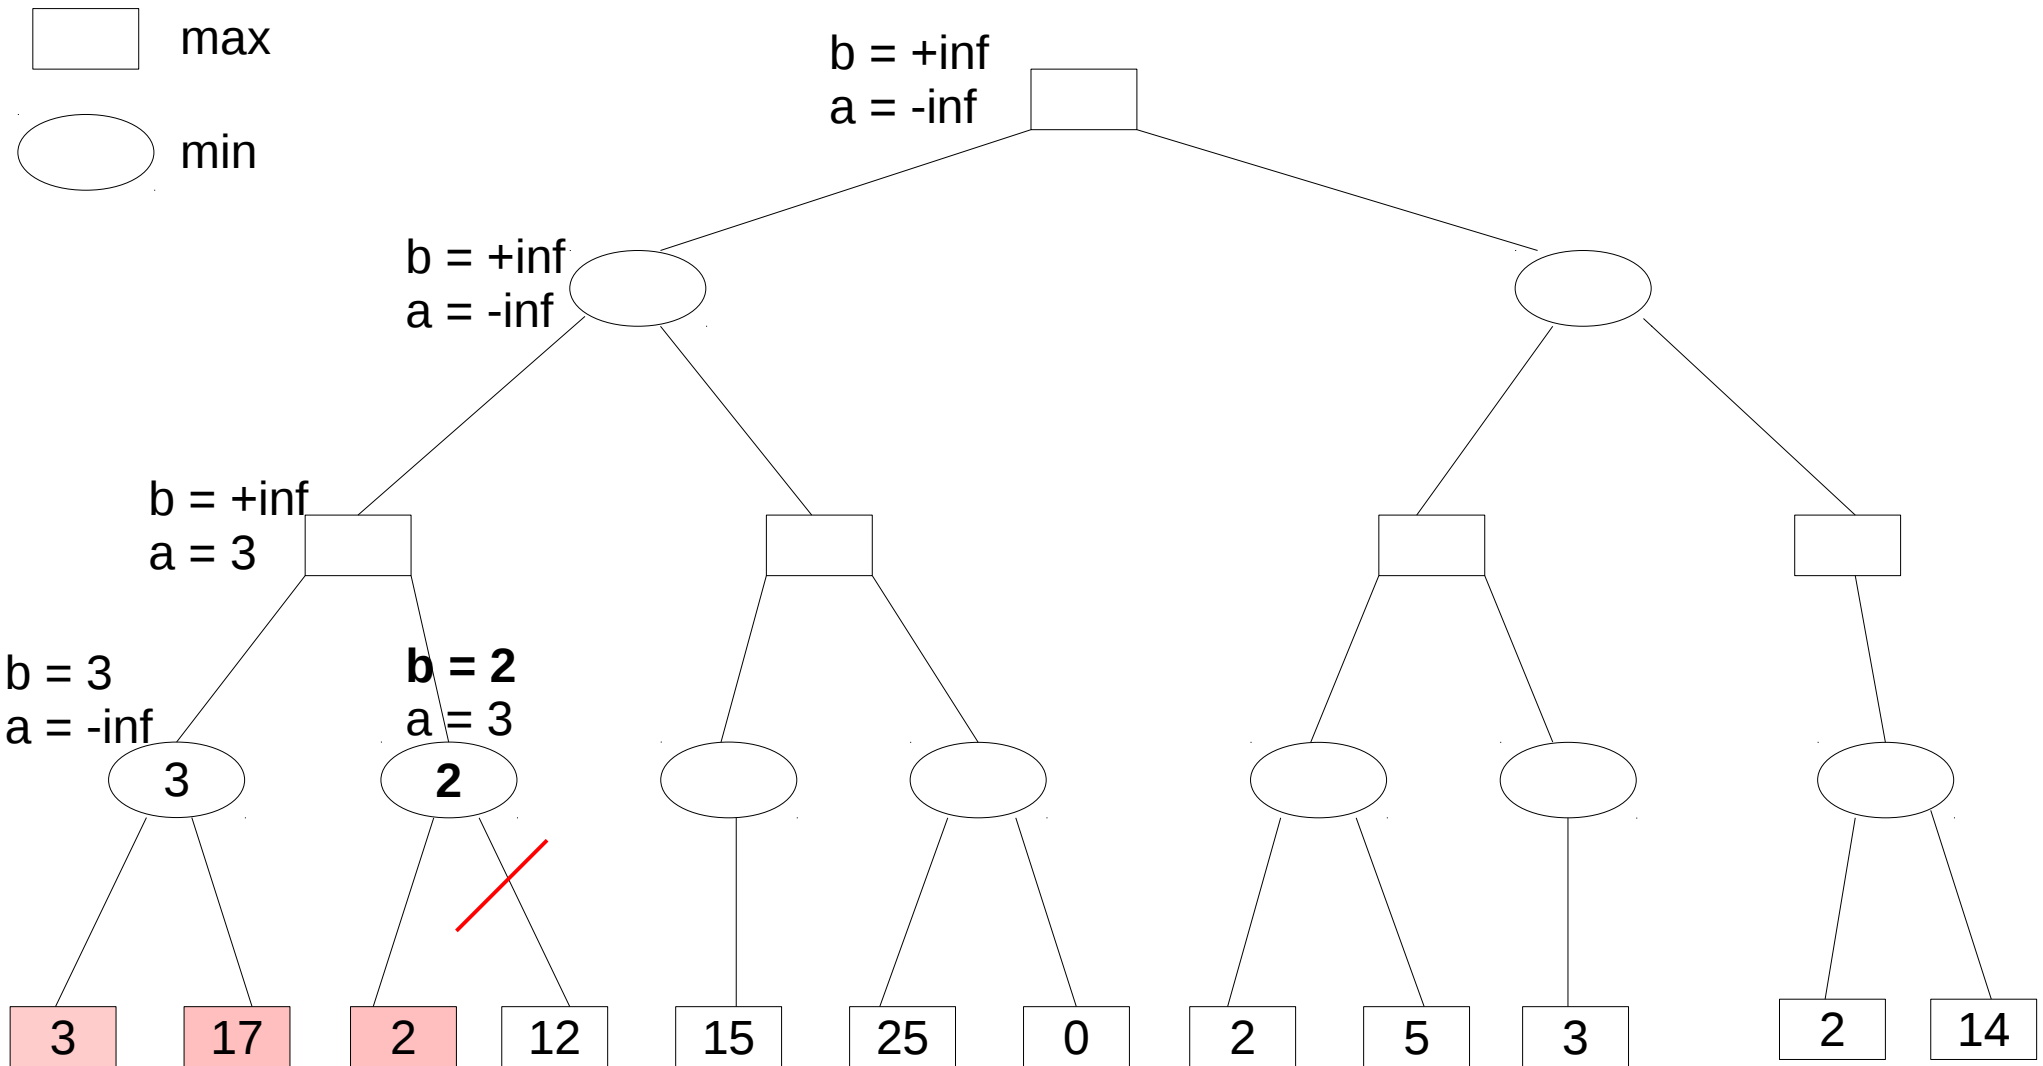 max
b = +inf
a = -inf
min
b = +inf
a = -inf
b = +inf
a = 3
b = 3
a = -inf
b = 2
a = 3
3
2
3
17
2
12
15
25
0
2
5
3
2
14